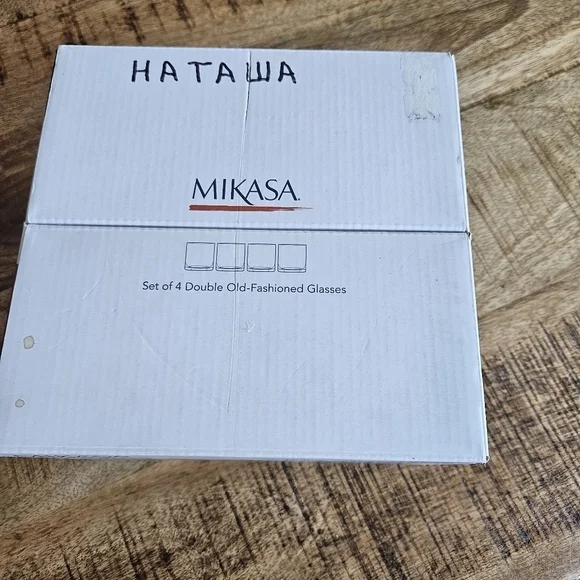 НАТАША
MIKASA
Set of 4 Double Old-Fashioned Glasses